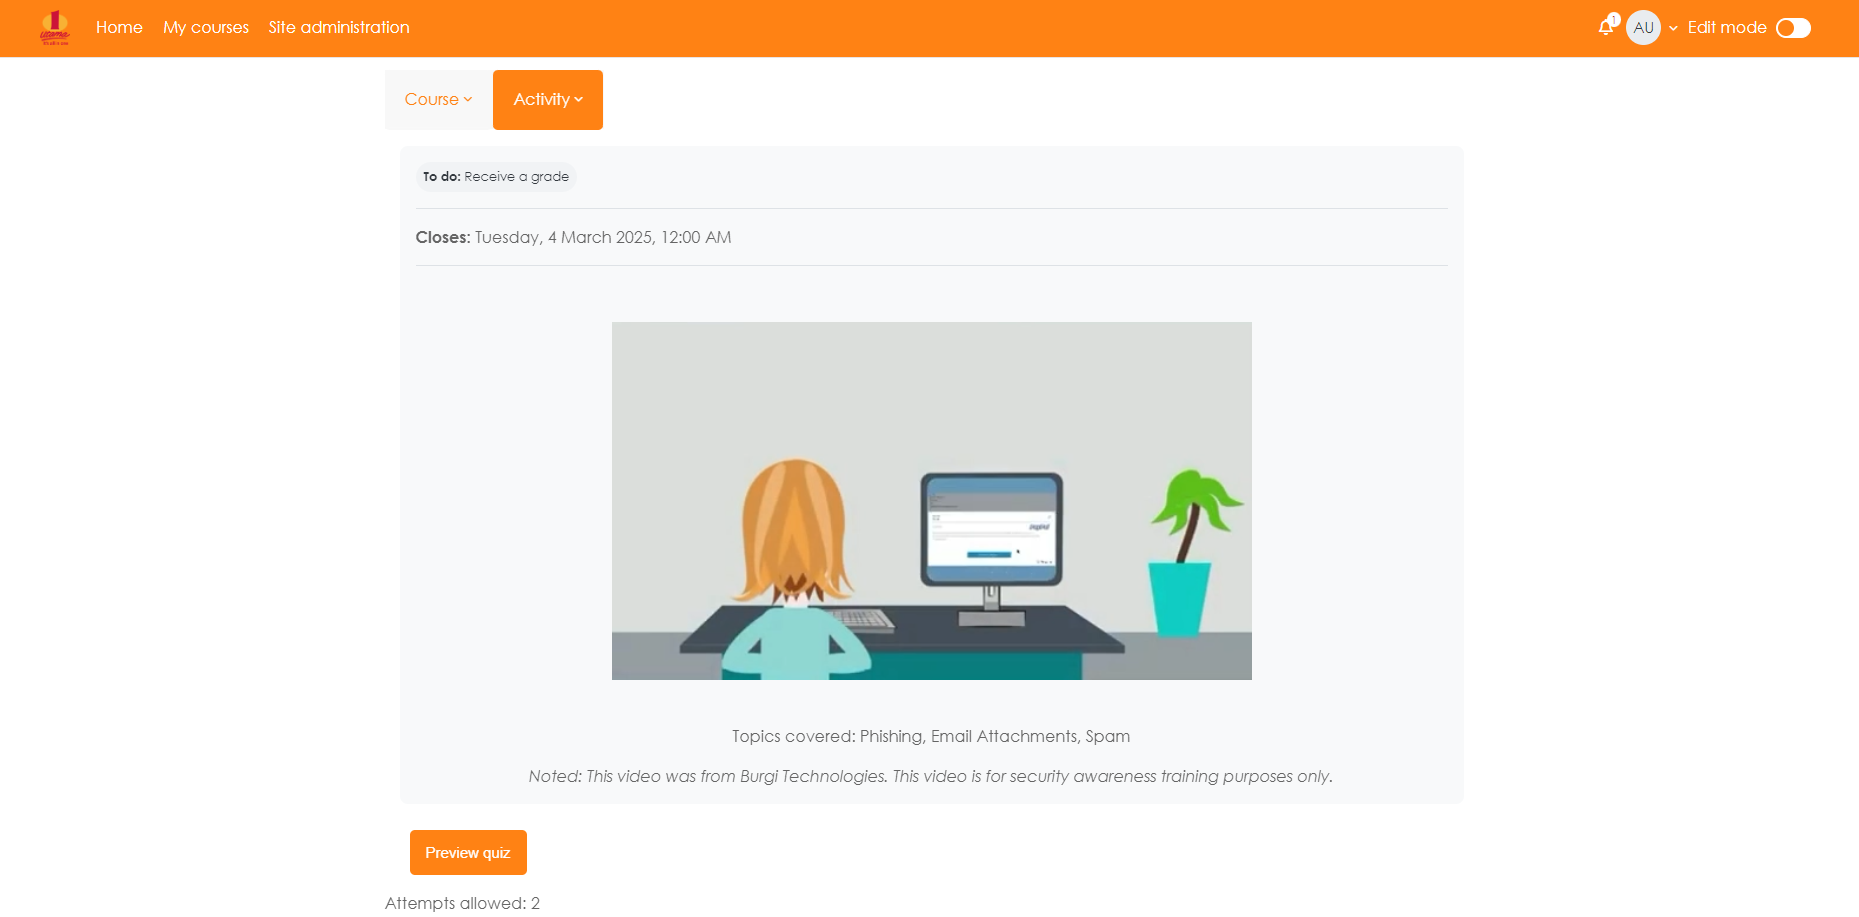 1
utama
Home My courses Site administration
1
AU
Edit mode
Course
Activity
To do: Receive a grade
Closes: Tuesday, 4 March 2025, 12:00 AM
Topics covered: Phishing, Email Attachments, Spam
Noted: This video was from Burgi Technologies. This video is for security awareness training purposes only.
Preview quiz
Attempts allowed: 2